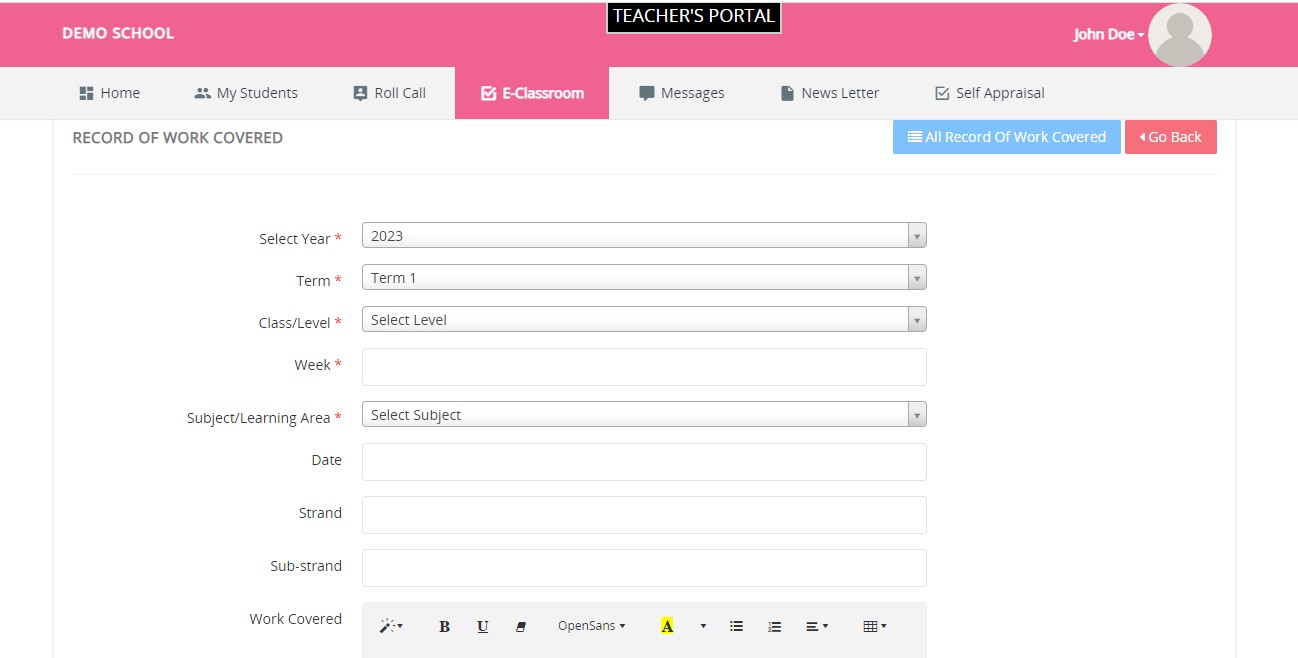 TEACHER'S PORTAL
DEMO SCHOOL
John Doe
Home My Students Roll Call E-Classroom Messages News Letter Self Appraisal
RECORD OF WORK COVERED
All Record Of Work Covered Go Back
Select Year * 2023
Term * Term 1
Class/Level * Select Level
Week *
Subject/Learning Area * Select Subject
Date
Strand
Sub-strand
Work Covered B U OpenSans A